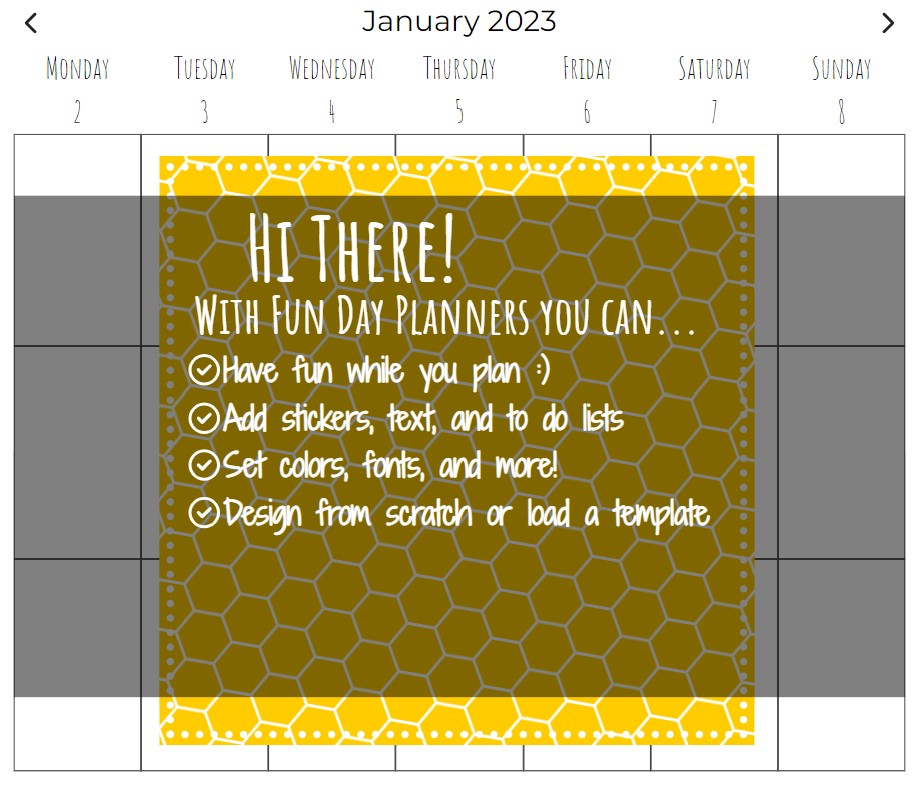 January 2023
Monday Tuesday Wednesday Thursday Friday Saturday Sunday
2 3 4 5 6 7 8
Hi There!
With Fun Day Planners you can...
Have fun while you plan :)
Add stickers, text, and to do lists
Set colors, fonts, and more!
Design from scratch or load a template